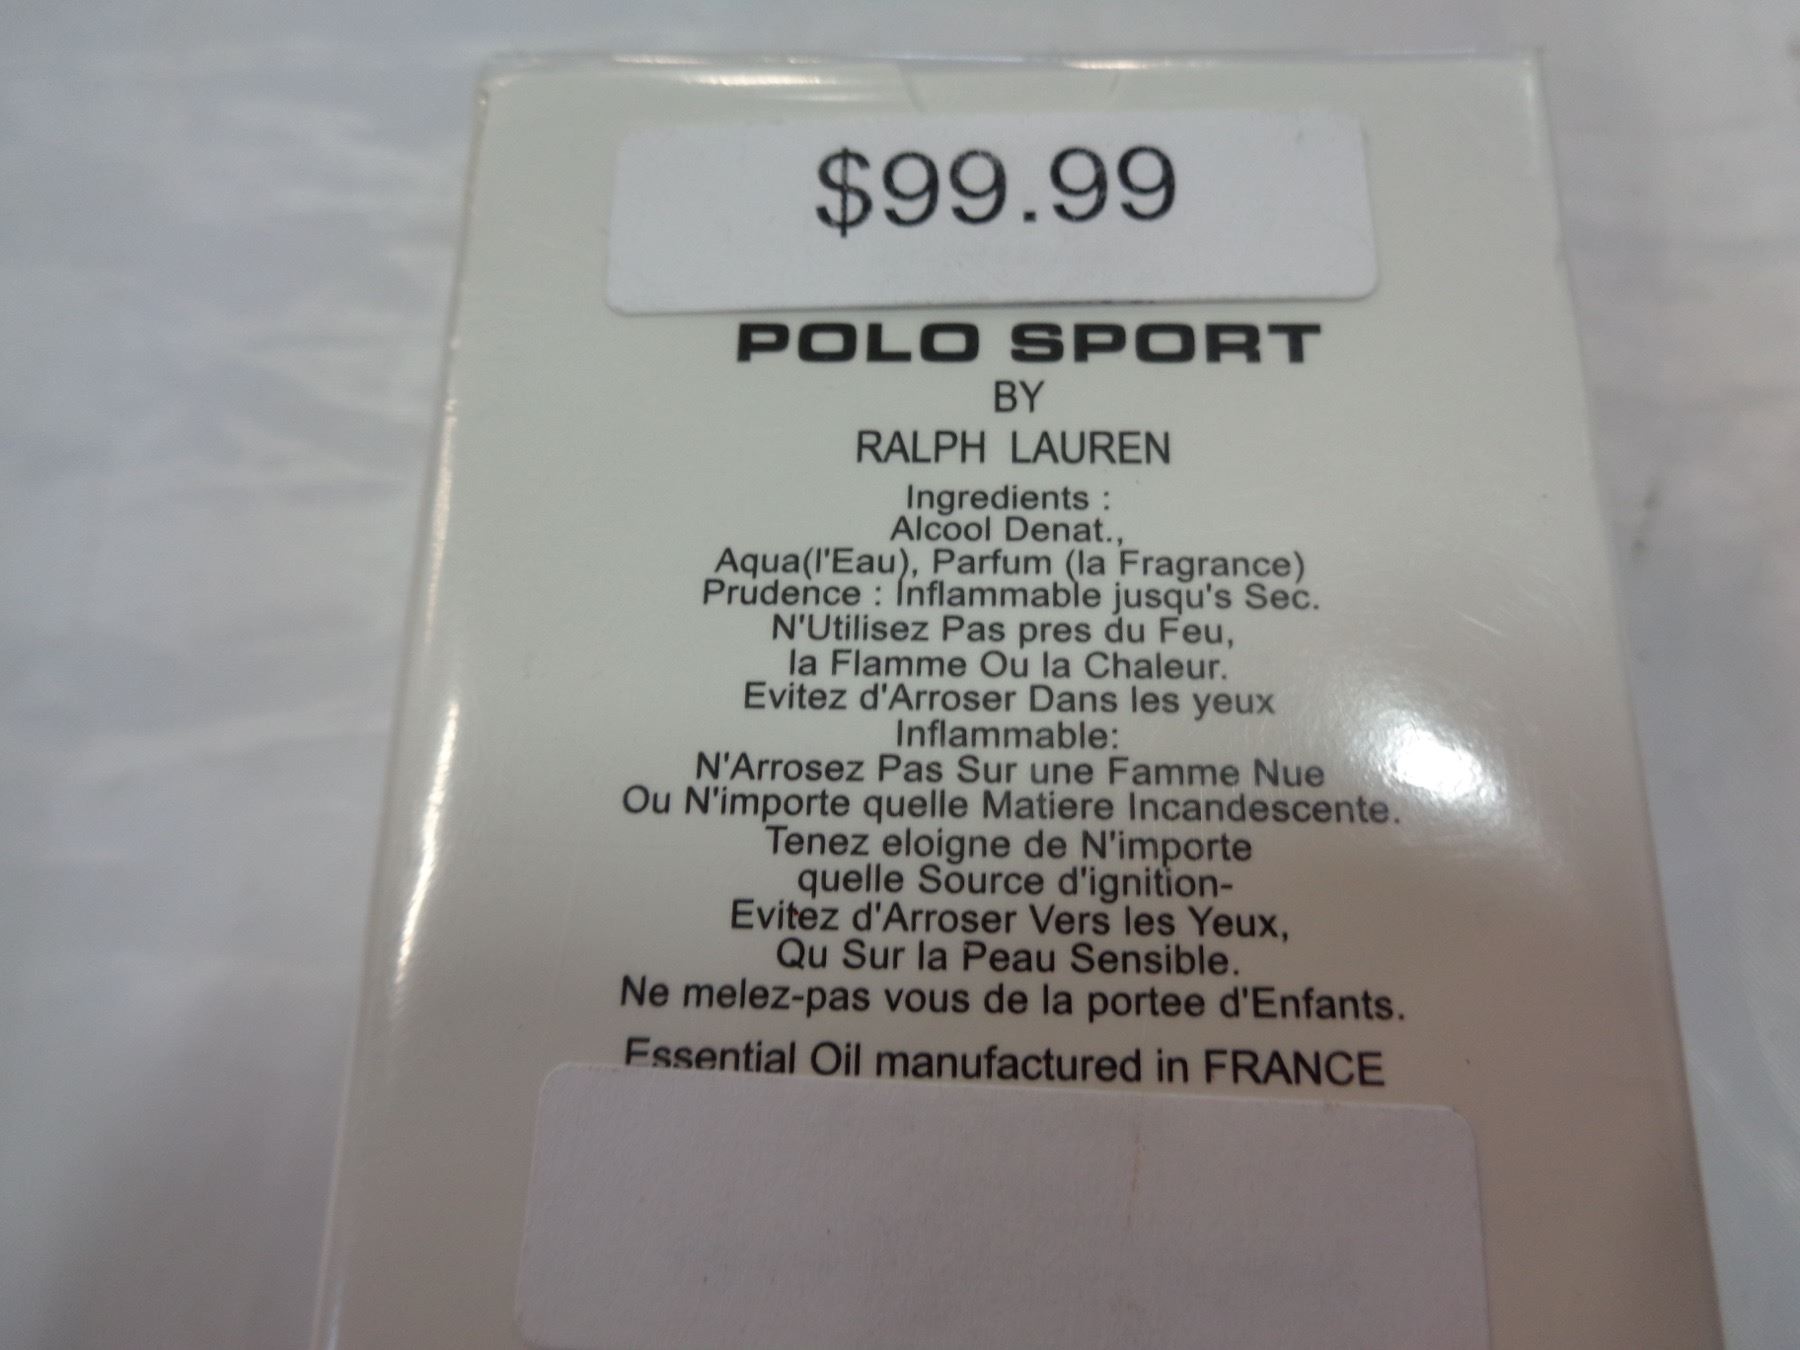 $99.99
POLO SPORT
BY
RALPH LAUREN
Ingredients :
Alcool Denat.,
Aqua(l'Eau), Parfum (la Fragrance)
Prudence : Inflammable jusqu's Sec.
N'Utilisez Pas pres du Feu,
la Flamme Ou la Chaleur.
Evitez d'Arroser Dans les yeux
Inflammable:
N'Arrosez Pas Sur une Famme Nue
Ou N'importe quelle Matiere Incandescente.
Tenez eloigne de N'importe
quelle Source d'ignition-
Evitez d'Arroser Vers les Yeux,
Qu Sur la Peau Sensible.
Ne melez-pas vous de la portee d'Enfants.
Essential Oil manufactured in FRANCE